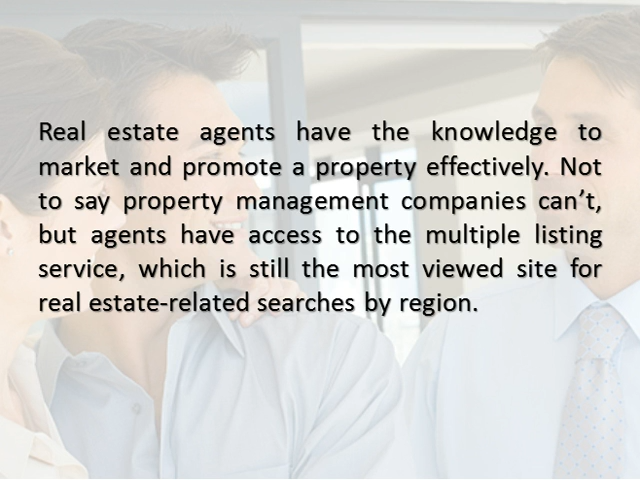 Real estate agents have the knowledge to
market and promote a property effectively. Not
to say property management companies can’t,
but agents have access to the multiple listing
service, which is still the most viewed site for
real estate-related searches by region.